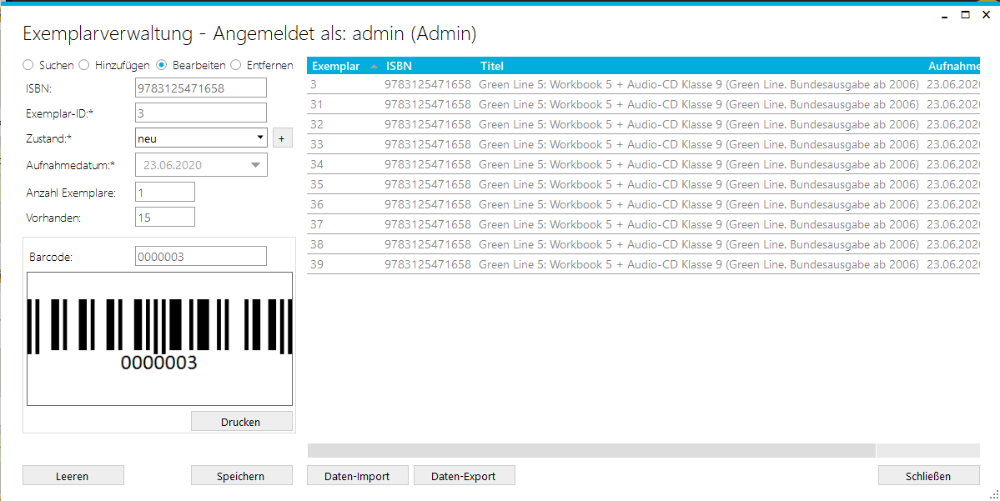 Exemplarverwaltung - Angemeldet als: admin (Admin)
Suchen Hinzufügen Bearbeiten Entfernen
ISBN: 9783125471658
Exemplar-ID:* 3
Zustand:* neu +
Aufnahmedatum:* 23.06.2020
Anzahl Exemplare: 1
Vorhanden: 15
Barcode: 0000003
0000003
Drucken
Leeren Speichern
Exemplar ISBN Titel Aufnahme
3 9783125471658 Green Line 5: Workbook 5 + Audio-CD Klasse 9 (Green Line. Bundesausgabe ab 2006) 23.06.202
31 9783125471658 Green Line 5: Workbook 5 + Audio-CD Klasse 9 (Green Line. Bundesausgabe ab 2006) 23.06.202
32 9783125471658 Green Line 5: Workbook 5 + Audio-CD Klasse 9 (Green Line. Bundesausgabe ab 2006) 23.06.202
33 9783125471658 Green Line 5: Workbook 5 + Audio-CD Klasse 9 (Green Line. Bundesausgabe ab 2006) 23.06.202
34 9783125471658 Green Line 5: Workbook 5 + Audio-CD Klasse 9 (Green Line. Bundesausgabe ab 2006) 23.06.202
35 9783125471658 Green Line 5: Workbook 5 + Audio-CD Klasse 9 (Green Line. Bundesausgabe ab 2006) 23.06.202
36 9783125471658 Green Line 5: Workbook 5 + Audio-CD Klasse 9 (Green Line. Bundesausgabe ab 2006) 23.06.202
37 9783125471658 Green Line 5: Workbook 5 + Audio-CD Klasse 9 (Green Line. Bundesausgabe ab 2006) 23.06.202
38 9783125471658 Green Line 5: Workbook 5 + Audio-CD Klasse 9 (Green Line. Bundesausgabe ab 2006) 23.06.202
39 9783125471658 Green Line 5: Workbook 5 + Audio-CD Klasse 9 (Green Line. Bundesausgabe ab 2006) 23.06.202
Daten-Import Daten-Export Schließen